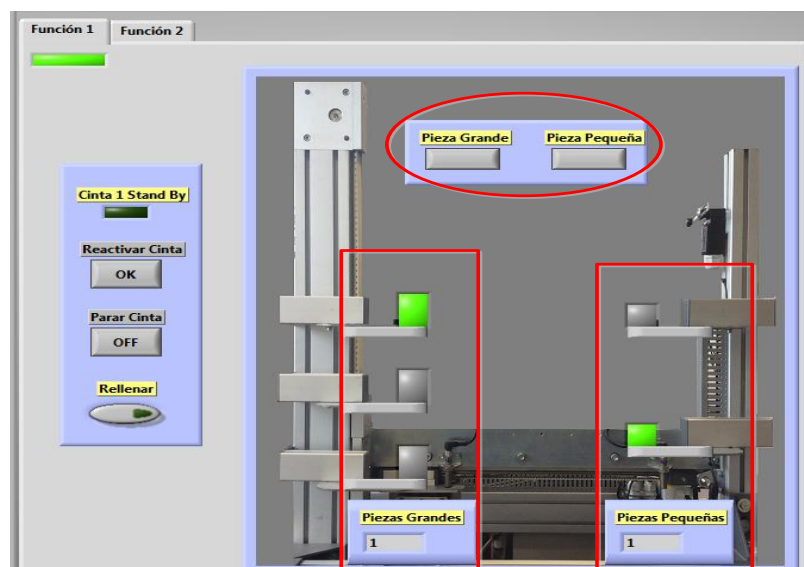 Función 1
Función 2
Pieza Grande
Pieza Pequeña
Cinta 1 Stand By
Reactivar Cinta
OK
Parar Cinta
OFF
Rellenar
Piezas Grandes
1
Piezas Pequeñas
1